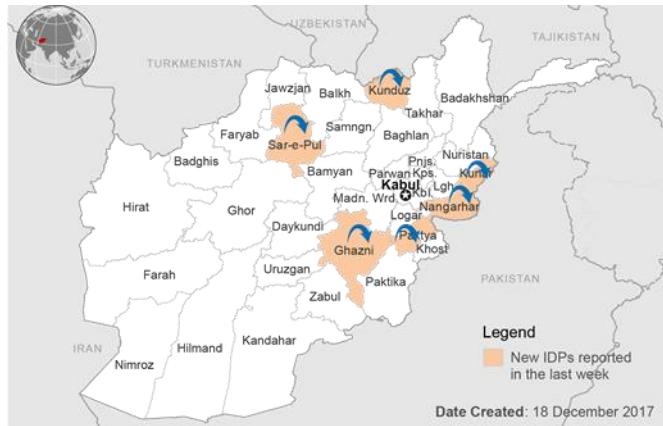 UZBEKISTAN
TAJIKISTAN
TURKMENISTAN
Jawzjan
Balkh
Kunduz
Takhar
Badakhshan
Faryab
Samngn.
Baghlan
Sar-e-Pul
Badghis
Bamyan
Pnjs.
Nuristan
Parwan
Kps.
Kunar
Kabul
Kbl.
Lgh.
Hirat
Ghor
Madn. Wrd.
Nangarhar
Logar
Daykundi
Paktya
Khost
Ghazni
Farah
Uruzgan
Paktika
PAKISTAN
Zabul
Kandahar
Hilmand
Nimroz
IRAN
Legend
New IDPs reported
in the last week
Date Created: 18 December 2017